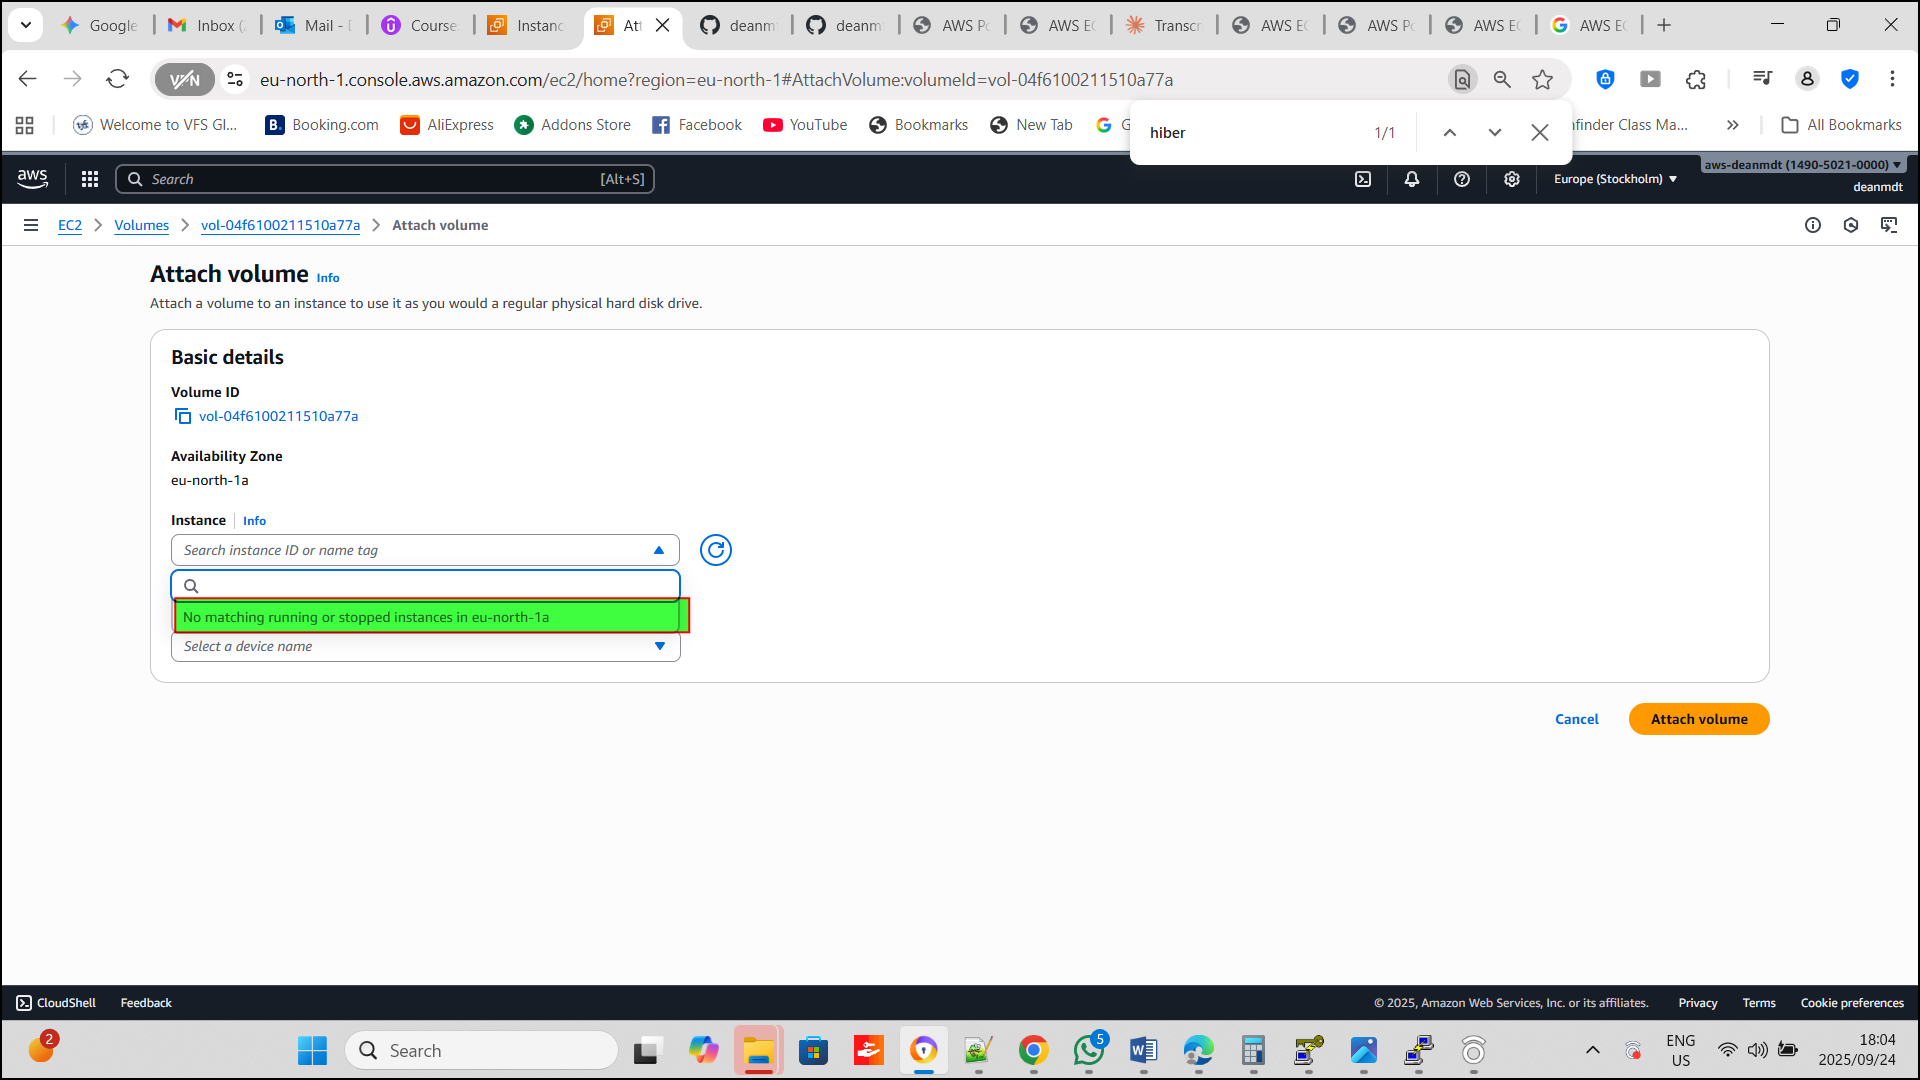 Google
Inbox (
Mail -
Course
Instanc
Att
deanm
deanm
AWS
AWS
Transcr
AWS
AWS
AWS
AWS
VPN
eu-north-1.console.aws.amazon.com/ec2/home?region=eu-north-1#AttachVolume:volumeId=vol-04f6100211510a77a
Welcome to VFS Gl...
B.
Booking.com
AliExpress
Addons Store
Facebook
YouTube
Bookmarks
New Tab
G
finder Class Ma...
All Bookmarks
hiber
1/1
aws
Search
[Alt+S]
Europe (Stockholm)
aws-deanmdt (1490-5021-0000)
deanmdt
EC2
Volumes
vol-04f6100211510a77a
Attach volume
Attach volume Info
Attach a volume to an instance to use it as you would a regular physical hard disk drive.
Basic details
Volume ID
vol-04f6100211510a77a
Availability Zone
eu-north-1a
Instance
Info
Search instance ID or name tag
No matching running or stopped instances in eu-north-1a
Select a device name
Cancel
Attach volume
CloudShell
Feedback
© 2025, Amazon Web Services, Inc. or its affiliates.
Privacy
Terms
Cookie preferences
2
Search
5
ENG
US
18:04
2025/09/24